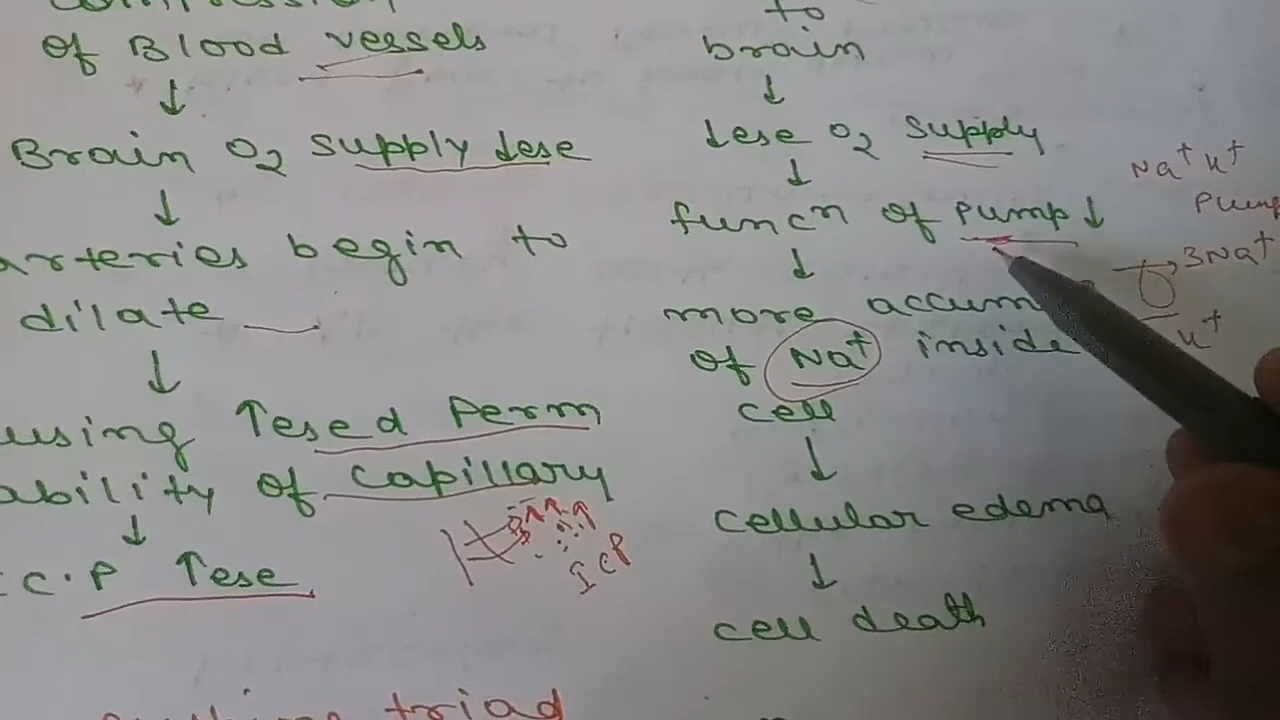 of Blood vessels
↓
Brain O2 supply dese
↓
arteries begin to
dilate
↓
using ↑esed Perm
ability of capillary
↓
C.P ↑ese
ICP
triad
to
brain
↓
dese O2 supply
↓
funcn of pump↓
↓
more accum
of Na+ inside
cell
↓
cellular edema
↓
cell death
Na+ K+
Pump
3Na+
K+